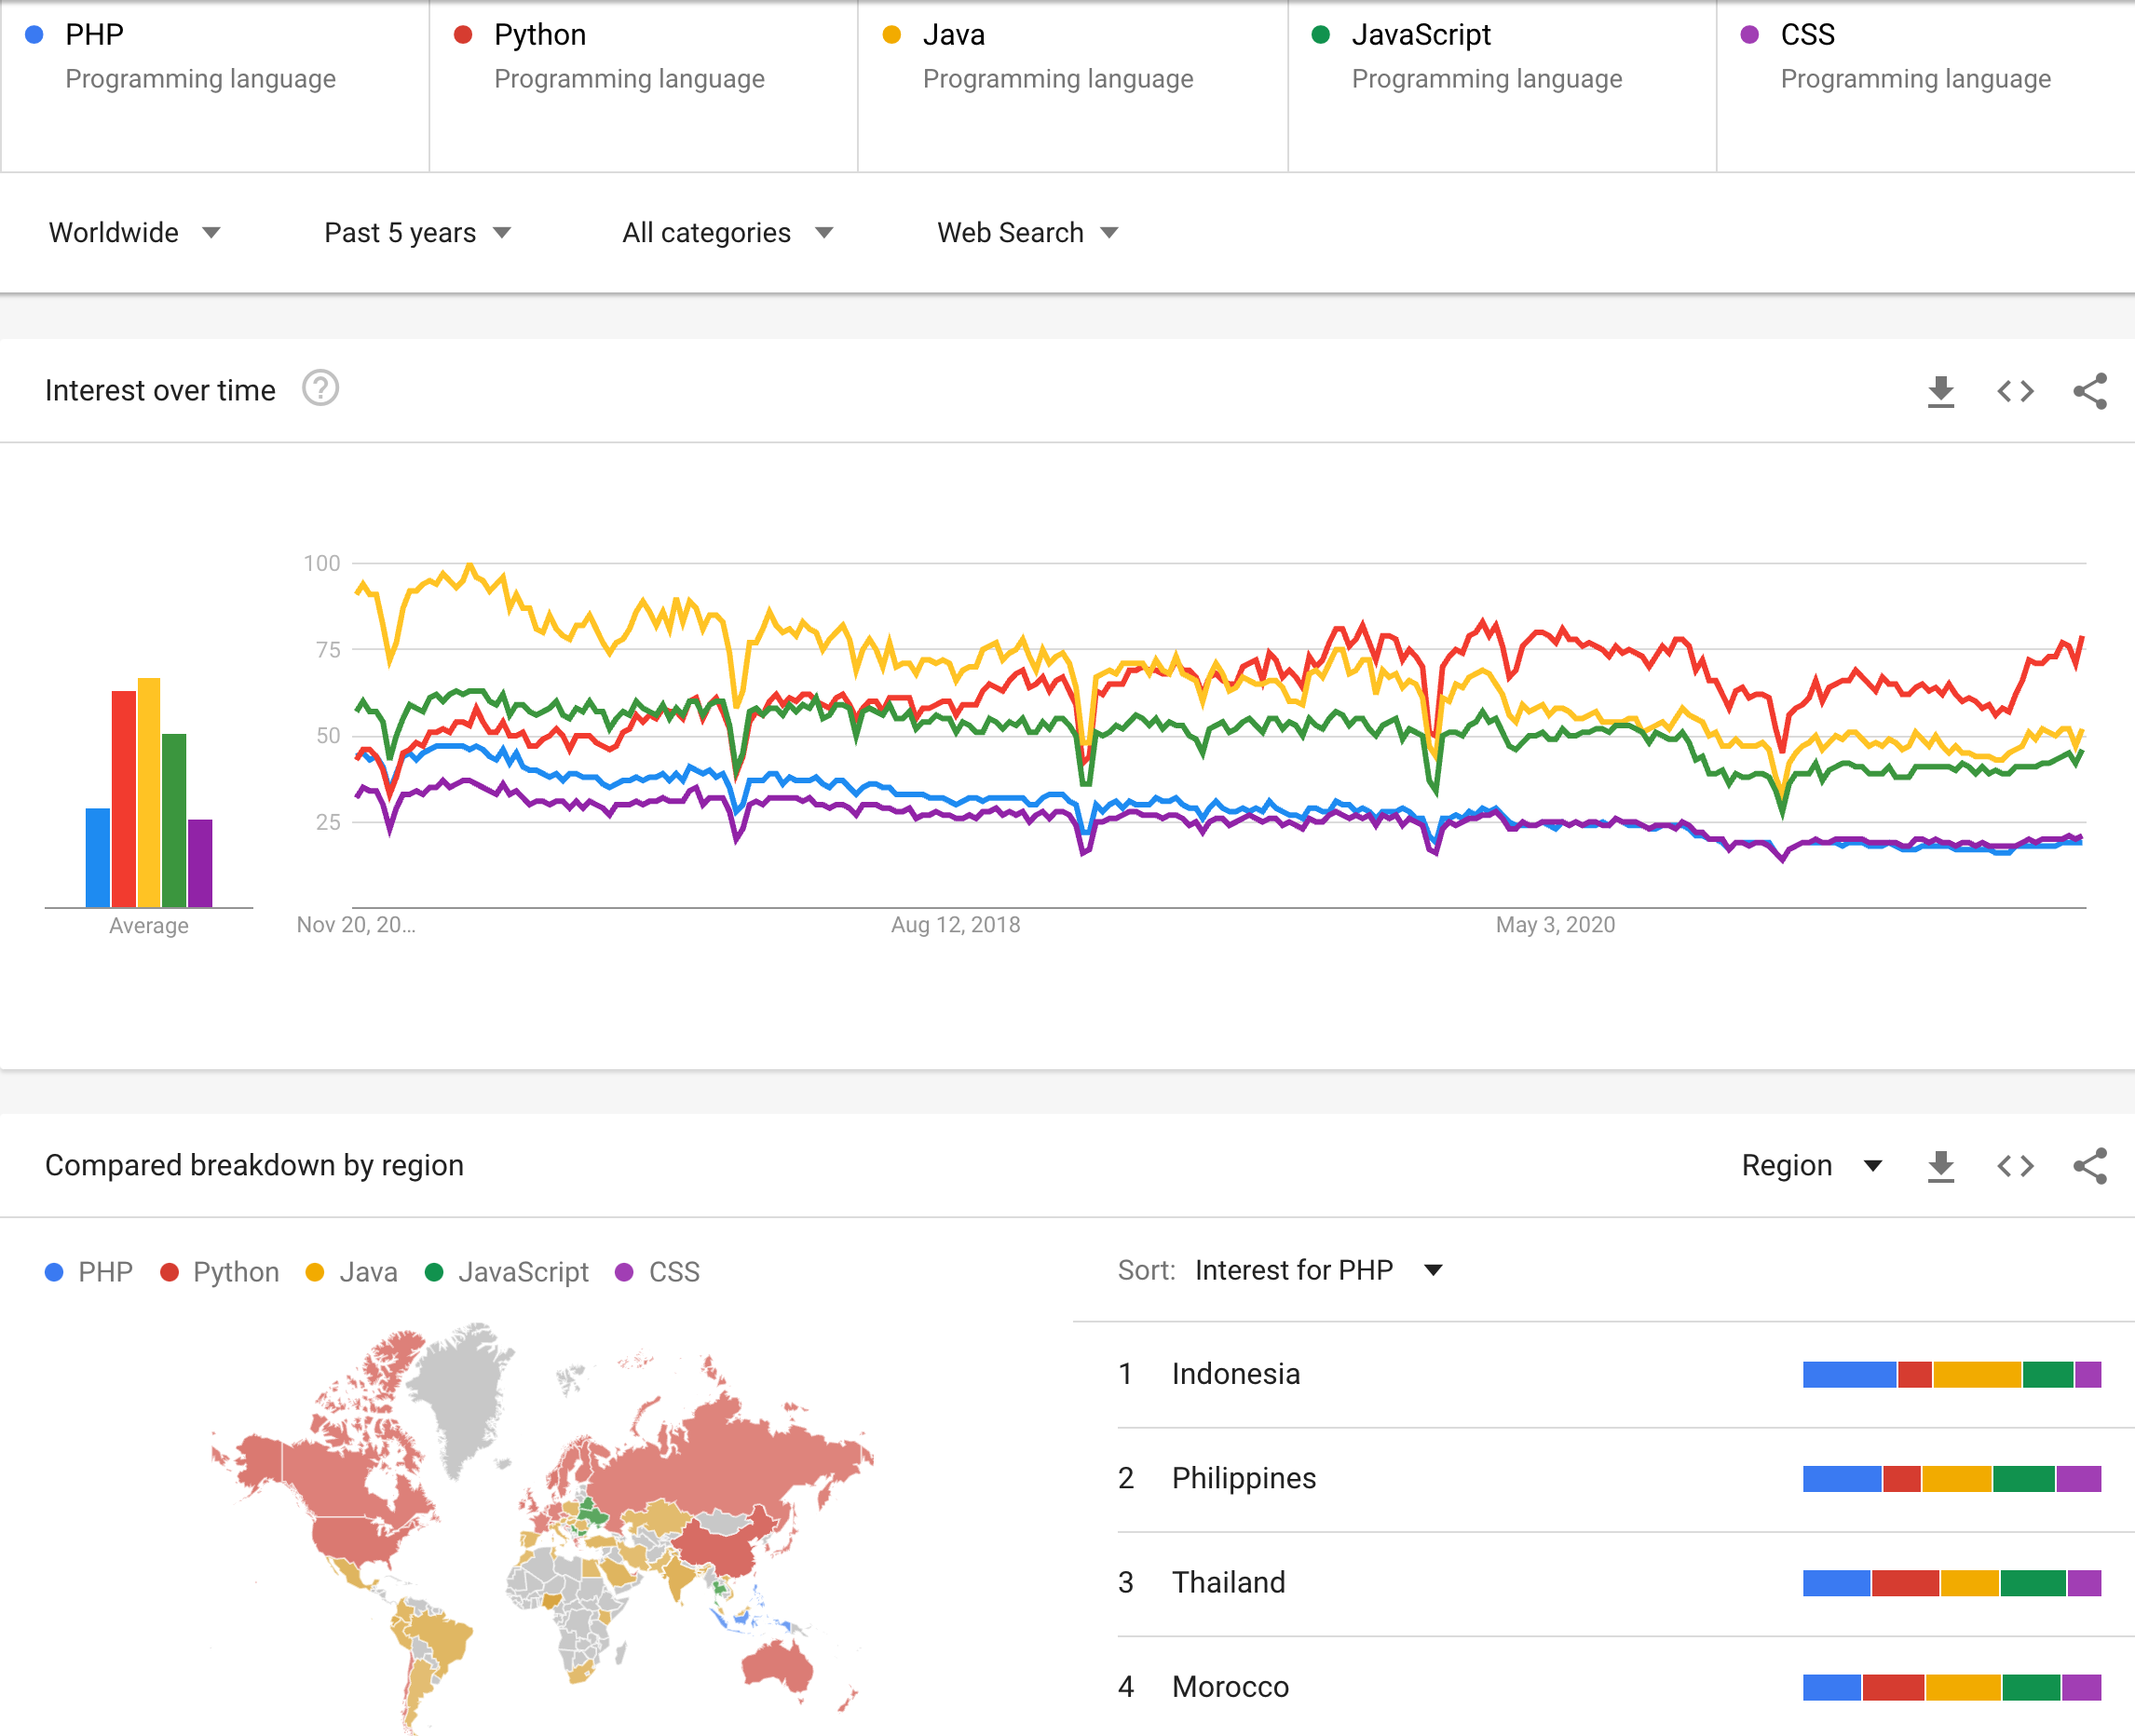 PHP
Programming language
Python
Programming language
Java
Programming language
JavaScript
Programming language
CSS
Programming language
Worldwide
Past 5 years
All categories
Web Search
Interest over time
?
100
75
50
25
Average
Nov 20, 20...
Aug 12, 2018
May 3, 2020
Compared breakdown by region
Region
PHP Python Java JavaScript CSS
Sort: Interest for PHP
1 Indonesia
2 Philippines
3 Thailand
4 Morocco